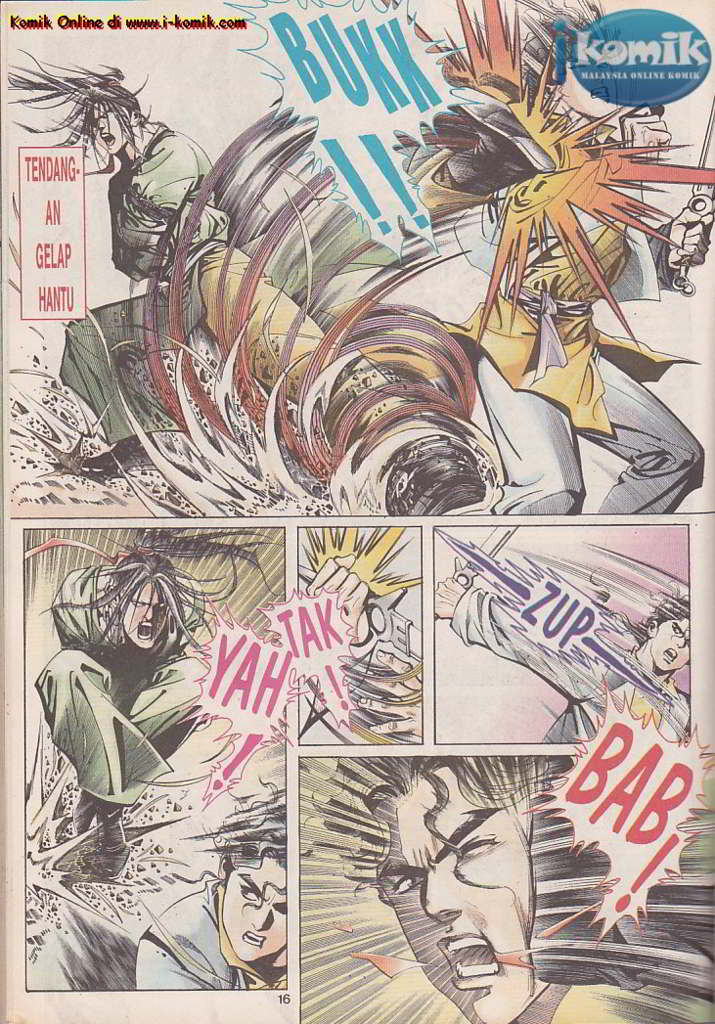 Komik Online di www.i-komik.com
ikomik
MALAYSIA ONLINE KOMIK
BUKK
!!
TENDANG-
AN
GELAP
HANTU
YAH
!
TAK
!!
ZUP
BAB!
16